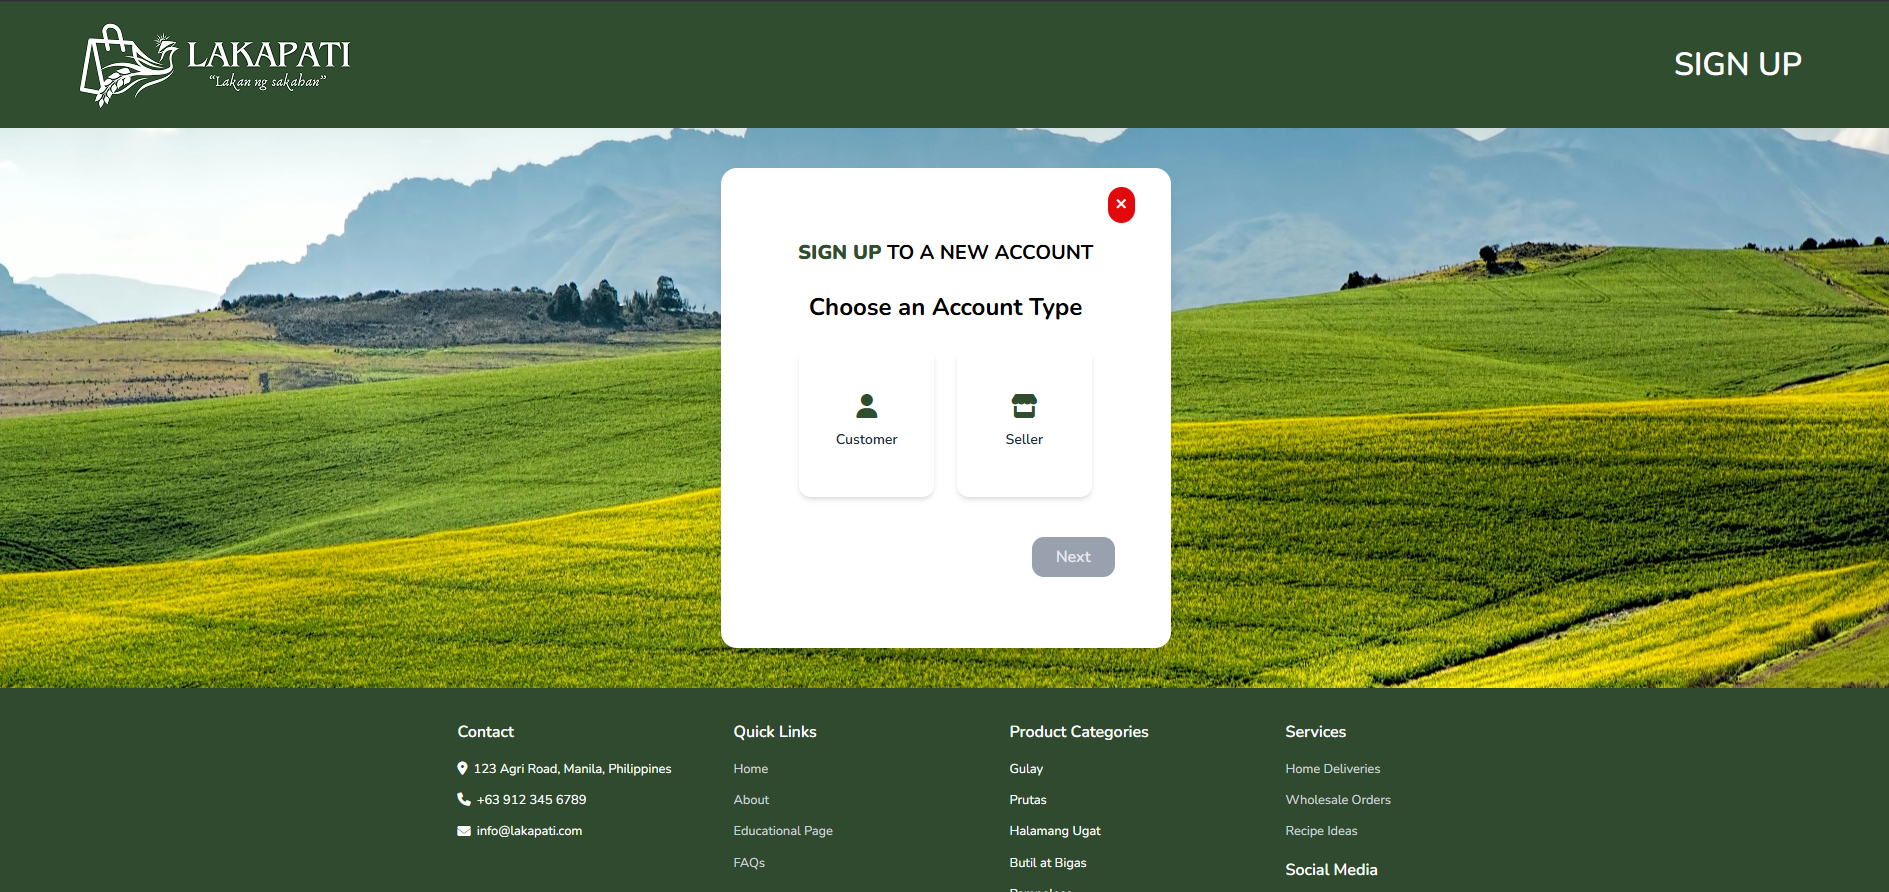 LAKAPATI
"Lakan ng sakahan"
SIGN UP
SIGN UP TO A NEW ACCOUNT
Choose an Account Type
Customer
Seller
Next
Contact
123 Agri Road, Manila, Philippines
+63 912 345 6789
info@lakapati.com
Quick Links
Home
About
Educational Page
FAQs
Product Categories
Gulay
Prutas
Halamang Ugat
Butil at Bigas
Services
Home Deliveries
Wholesale Orders
Recipe Ideas
Social Media